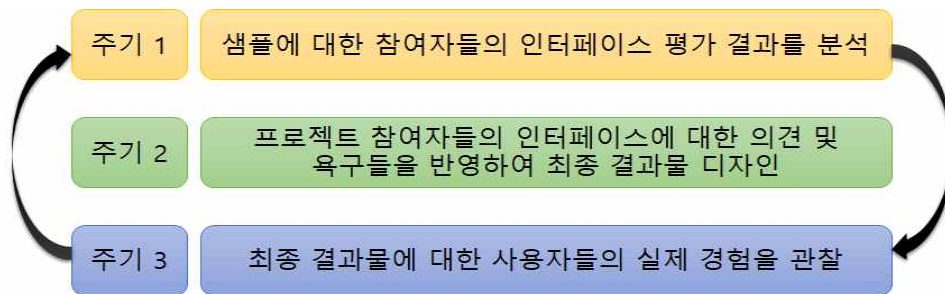 주기 1
샘플에 대한 참여자들의 인터페이스 평가 결과를 분석
주기 2
프로젝트 참여자들의 인터페이스에 대한 의견 및
욕구들을 반영하여 최종 결과물 디자인
주기 3
최종 결과물에 대한 사용자들의 실제 경험을 관찰